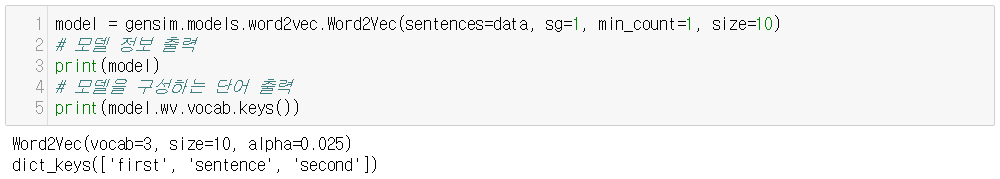 1 model = gensim.models.word2vec.Word2Vec(sentences=data, sg=1, min_count=1, size=10)
2 # 모델 정보 출력
3 print(model)
4 # 모델을 구성하는 단어 출력
5 print(model.wv.vocab.keys())
Word2Vec(vocab=3, size=10, alpha=0.025)
dict_keys(['first', 'sentence', 'second'])